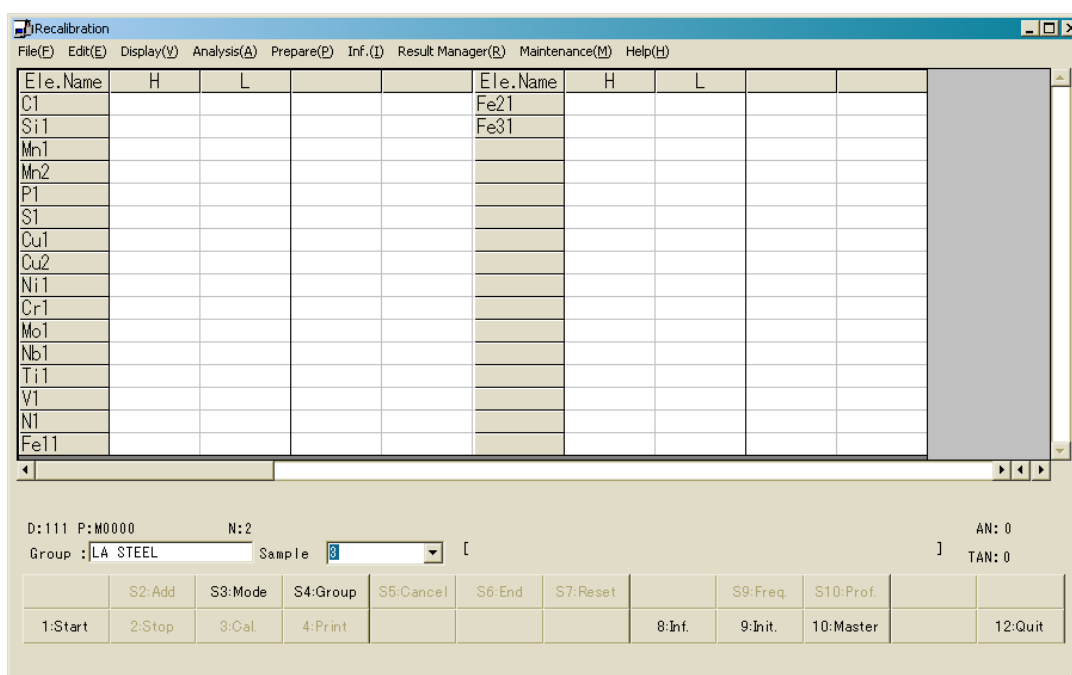 Recalibration
File(F) Edit(E) Display(V) Analysis(A) Prepare(P) Inf.(I) Result Manager(R) Maintenance(M) Help(H)
Ele.Name H L Ele.Name H L
C1 Fe21
Si1 Fe31
Mn1
Mn2
P1
S1
Cu1
Cu2
Ni1
Cr1
Mo1
Nb1
Ti1
V1
N1
Fe11
D:111 P:M0000 N:2 AN: 0
Group :LA STEEL Sample 3 [ ] TAN: 0
S2:Add S3:Mode S4:Group S5:Cancel S6:End S7:Reset S9:Freq. S10:Prof.
1:Start 2:Stop 3:Cal. 4:Print 8:Inf. 9:Init. 10:Master 12:Quit